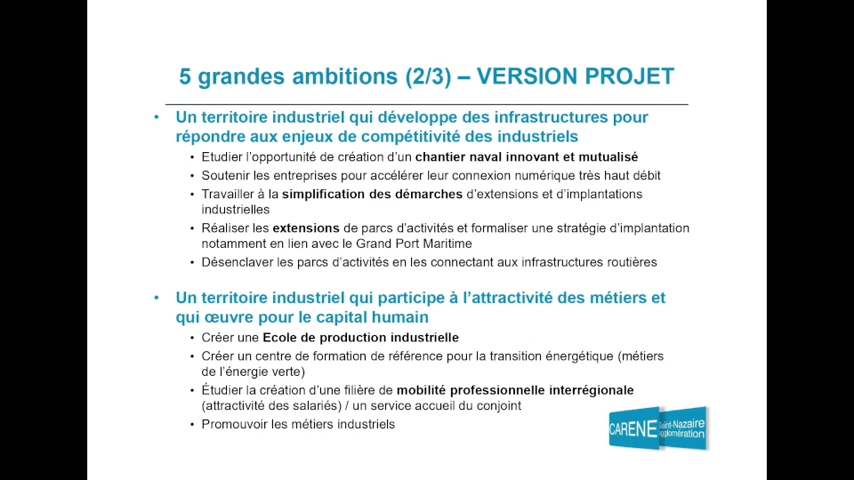 5 grandes ambitions (2/3) – VERSION PROJET
• Un territoire industriel qui développe des infrastructures pour
répondre aux enjeux de compétitivité des industriels
• Etudier l’opportunité de création d’un chantier naval innovant et mutualisé
• Soutenir les entreprises pour accélérer leur connexion numérique très haut débit
• Travailler à la simplification des démarches d’extensions et d’implantations
industrielles
• Réaliser les extensions de parcs d’activités et formaliser une stratégie d’implantation
notamment en lien avec le Grand Port Maritime
• Désenclaver les parcs d’activités en les connectant aux infrastructures routières
• Un territoire industriel qui participe à l’attractivité des métiers et
qui œuvre pour le capital humain
• Créer une Ecole de production industrielle
• Créer un centre de formation de référence pour la transition énergétique (métiers
de l’énergie verte)
• Étudier la création d’une filière de mobilité professionnelle interrégionale
(attractivité des salariés) / un service accueil du conjoint
• Promouvoir les métiers industriels
CARENE Saint-Nazaire
agglomération